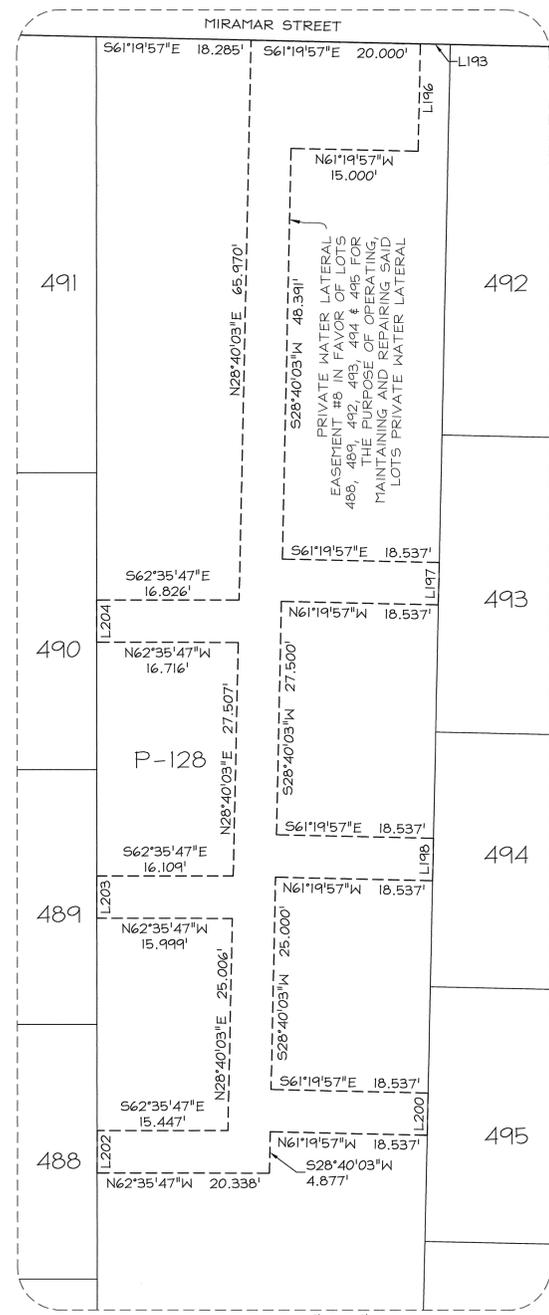 MIRAMAR STREET
S61°19'57"E 18.285'
S61°19'57"E 20.000'
L193
L196
N61°19'57"W
15.000'
491
492
N28°40'03"E 65.970'
S28°40'03"W 48.391'
PRIVATE WATER LATERAL
EASEMENT #8 IN FAVOR OF LOTS
488, 489, 492, 493, 494 & 495 FOR
THE PURPOSE OF OPERATING,
MAINTAINING AND REPAIRING SAID
LOTS PRIVATE WATER LATERAL
S61°19'57"E 18.537'
S62°35'47"E
16.826'
L197
493
L204
N61°19'57"W 18.537'
490
N62°35'47"W
16.716'
N28°40'03"E 27.507'
S28°40'03"W 27.500'
P-128
S61°19'57"E 18.537'
494
L198
S62°35'47"E
16.109'
L203
N61°19'57"W 18.537'
489
N62°35'47"W
15.999'
N28°40'03"E 25.006'
S28°40'03"W 25.000'
S61°19'57"E 18.537'
S62°35'47"E
15.447'
L200
495
L202
N61°19'57"W 18.537'
488
N62°35'47"W 20.338'
S28°40'03"W
4.877'